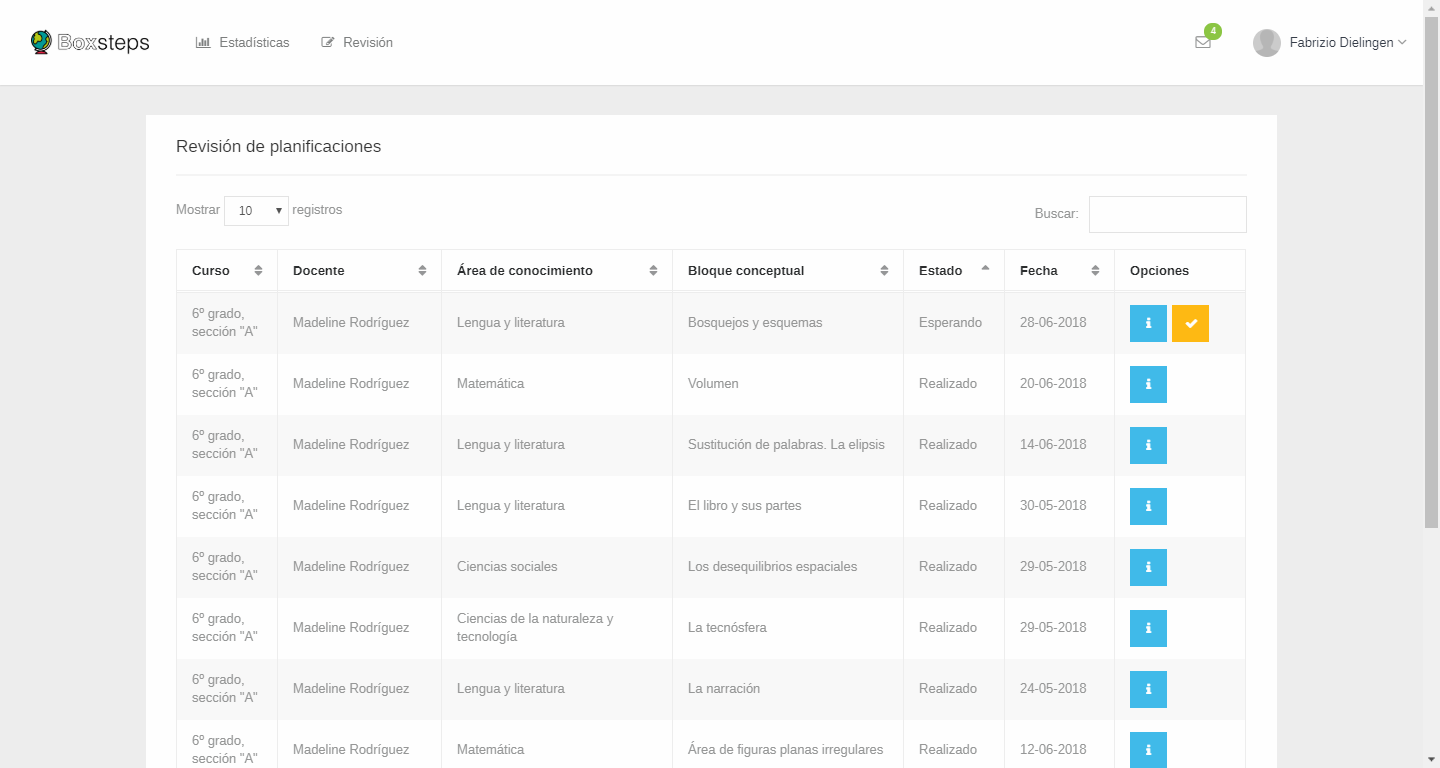 Boxsteps
Estadísticas
Revisión
4
Fabrizio Dielingen
Revisión de planificaciones
Mostrar 10 registros
Buscar:
Curso Docente Área de conocimiento Bloque conceptual Estado Fecha Opciones
6º grado,
sección "A" Madeline Rodríguez Lengua y literatura Bosquejos y esquemas Esperando 28-06-2018
6º grado,
sección "A" Madeline Rodríguez Matemática Volumen Realizado 20-06-2018
6º grado,
sección "A" Madeline Rodríguez Lengua y literatura Sustitución de palabras. La elipsis Realizado 14-06-2018
6º grado,
sección "A" Madeline Rodríguez Lengua y literatura El libro y sus partes Realizado 30-05-2018
6º grado,
sección "A" Madeline Rodríguez Ciencias sociales Los desequilibrios espaciales Realizado 29-05-2018
6º grado,
sección "A" Madeline Rodríguez Ciencias de la naturaleza y
tecnología La tecnósfera Realizado 29-05-2018
6º grado,
sección "A" Madeline Rodríguez Lengua y literatura La narración Realizado 24-05-2018
6º grado,
sección "A" Madeline Rodríguez Matemática Área de figuras planas irregulares Realizado 12-06-2018